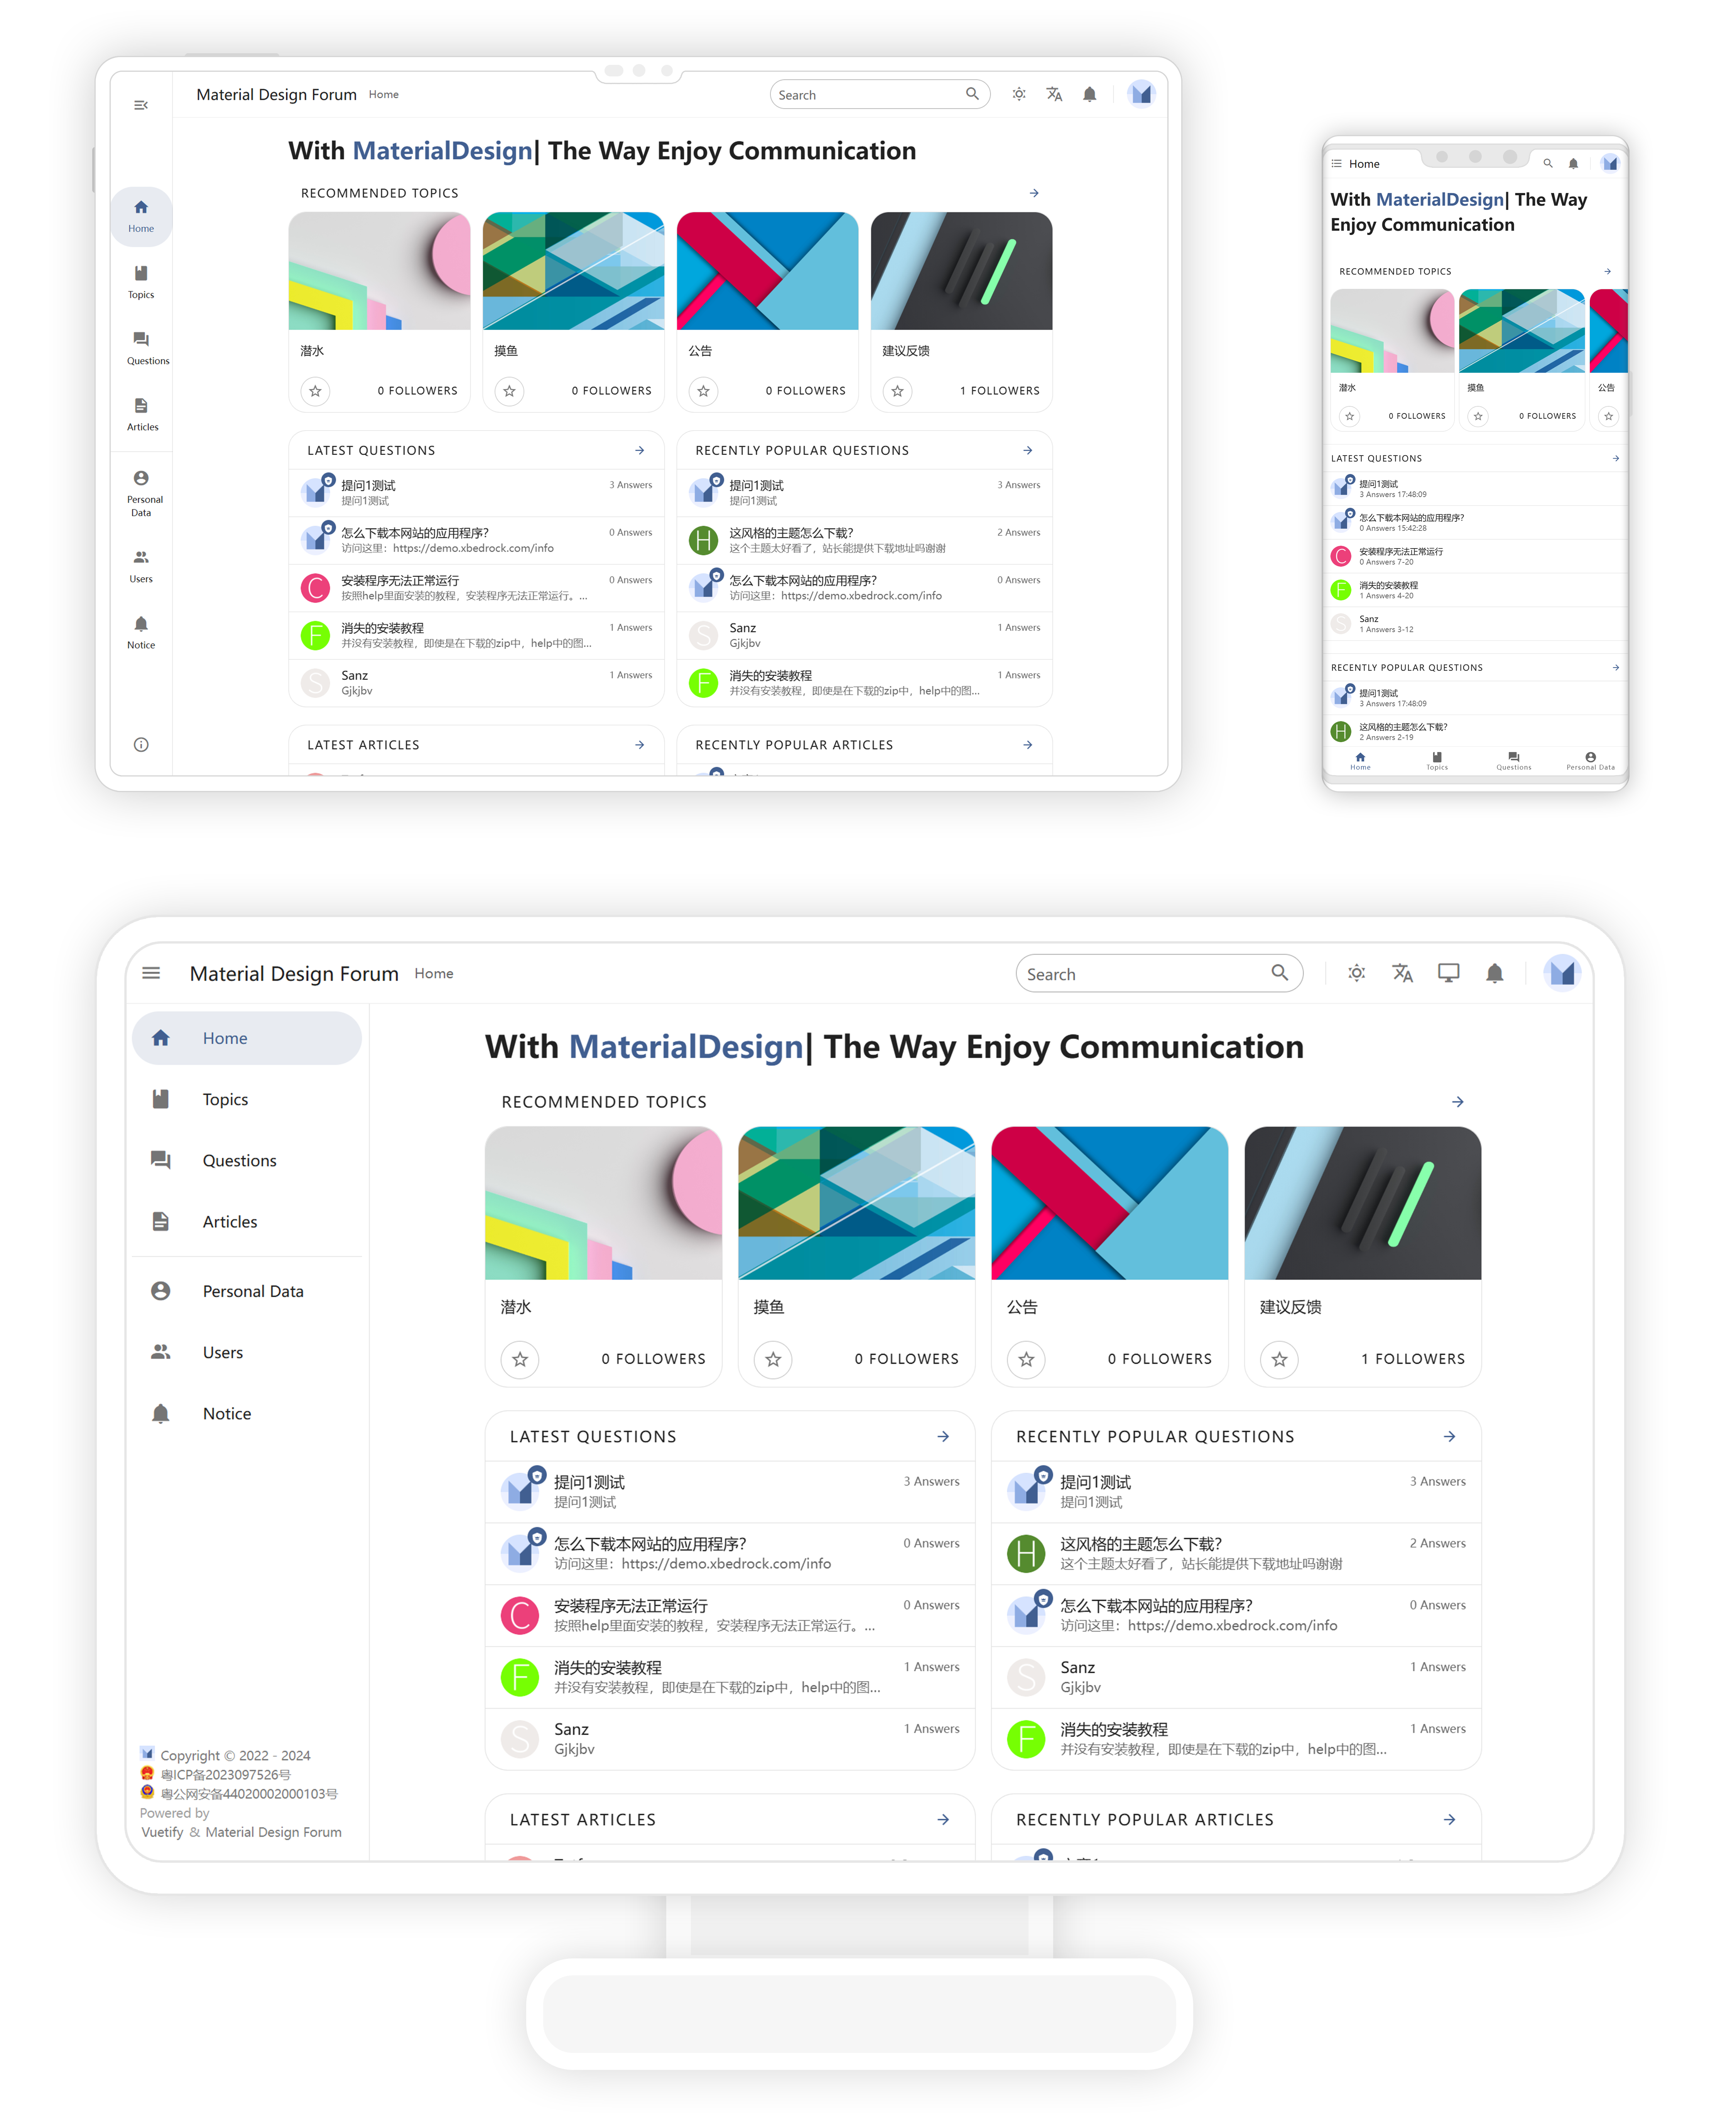 Material Design Forum Home
Search
With MaterialDesign| The Way Enjoy Communication
RECOMMENDED TOPICS
潜水
0 FOLLOWERS
摸鱼
0 FOLLOWERS
公告
0 FOLLOWERS
建议反馈
1 FOLLOWERS
Home
Topics
Questions
Articles
Personal
Data
Users
Notice
LATEST QUESTIONS
提问1测试
3 Answers
提问1测试
怎么下载本网站的应用程序?
0 Answers
访问这里: https://demo.xbedrock.com/info
C
安装程序无法正常运行
0 Answers
按照help里面安装的教程，安装程序无法正常运行。...
F
消失的安装教程
1 Answers
并没有安装教程，即使是在下载的zip中，help中的图...
S
Sanz
1 Answers
Gjkjbv
RECENTLY POPULAR QUESTIONS
提问1测试
3 Answers
提问1测试
H
这风格的主题怎么下载?
2 Answers
这个主题太好看了，站长能提供下载地址吗谢谢
怎么下载本网站的应用程序?
0 Answers
访问这里: https://demo.xbedrock.com/info
S
Sanz
1 Answers
Gjkjbv
F
消失的安装教程
1 Answers
并没有安装教程，即使是在下载的zip中，help中的图...
LATEST ARTICLES
RECENTLY POPULAR ARTICLES
Home
With MaterialDesign| The Way
Enjoy Communication
RECOMMENDED TOPICS
潜水
0 FOLLOWERS
摸鱼
0 FOLLOWERS
公告
LATEST QUESTIONS
提问1测试
3 Answers 17:48:09
怎么下载本网站的应用程序?
0 Answers 15:42:28
C
安装程序无法正常运行
0 Answers 7-20
F
消失的安装教程
1 Answers 4-20
S
Sanz
1 Answers 3-12
RECENTLY POPULAR QUESTIONS
提问1测试
3 Answers 17:48:09
H
这风格的主题怎么下载?
2 Answers 2-19
Home
Topics
Questions
Personal Data
Material Design Forum Home
Search
Home
Topics
Questions
Articles
Personal Data
Users
Notice
Copyright © 2022 - 2024
粤ICP备2023097526号
粤公网安备44020002000103号
Powered by
Vuetify & Material Design Forum
With MaterialDesign| The Way Enjoy Communication
RECOMMENDED TOPICS
潜水
0 FOLLOWERS
摸鱼
0 FOLLOWERS
公告
0 FOLLOWERS
建议反馈
1 FOLLOWERS
LATEST QUESTIONS
提问1测试
3 Answers
提问1测试
怎么下载本网站的应用程序?
0 Answers
访问这里: https://demo.xbedrock.com/info
C
安装程序无法正常运行
0 Answers
按照help里面安装的教程，安装程序无法正常运行。...
F
消失的安装教程
1 Answers
并没有安装教程，即使是在下载的zip中，help中的图...
S
Sanz
1 Answers
Gjkjbv
RECENTLY POPULAR QUESTIONS
提问1测试
3 Answers
提问1测试
H
这风格的主题怎么下载?
2 Answers
这个主题太好看了，站长能提供下载地址吗谢谢
怎么下载本网站的应用程序?
0 Answers
访问这里: https://demo.xbedrock.com/info
S
Sanz
1 Answers
Gjkjbv
F
消失的安装教程
1 Answers
并没有安装教程，即使是在下载的zip中，help中的图...
LATEST ARTICLES
RECENTLY POPULAR ARTICLES